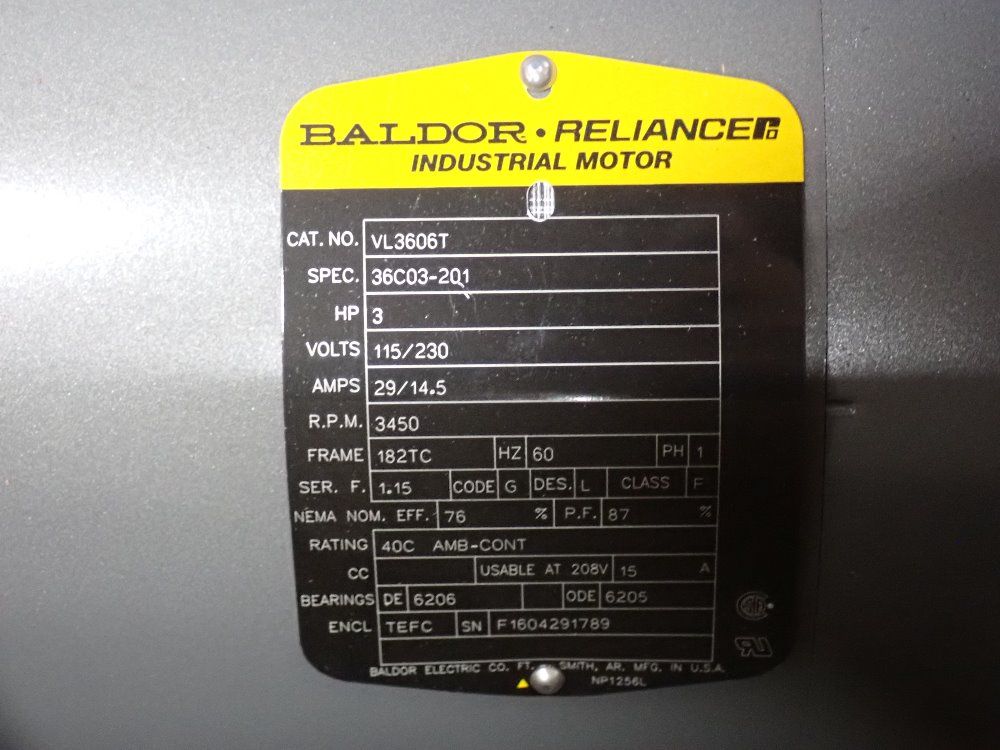 BALDOR • RELIANCE
INDUSTRIAL MOTOR
CAT. NO. VL3606T
SPEC. 36C03-201
HP 3
VOLTS 115/230
AMPS 29/14.5
R.P.M. 3450
FRAME 182TC HZ 60 PH 1
SER. F. 1.15 CODE G DES. L CLASS F
NEMA NOM. EFF. 76 % P.F. 87 %
RATING 40C AMB-CONT
CC USABLE AT 208V 15 A
BEARINGS DE 6206 ODE 6205
ENCL TEFC SN F1604291789
BALDOR ELECTRIC CO. FT. SMITH, AR. MFG. IN U.S.A.
NP1256L